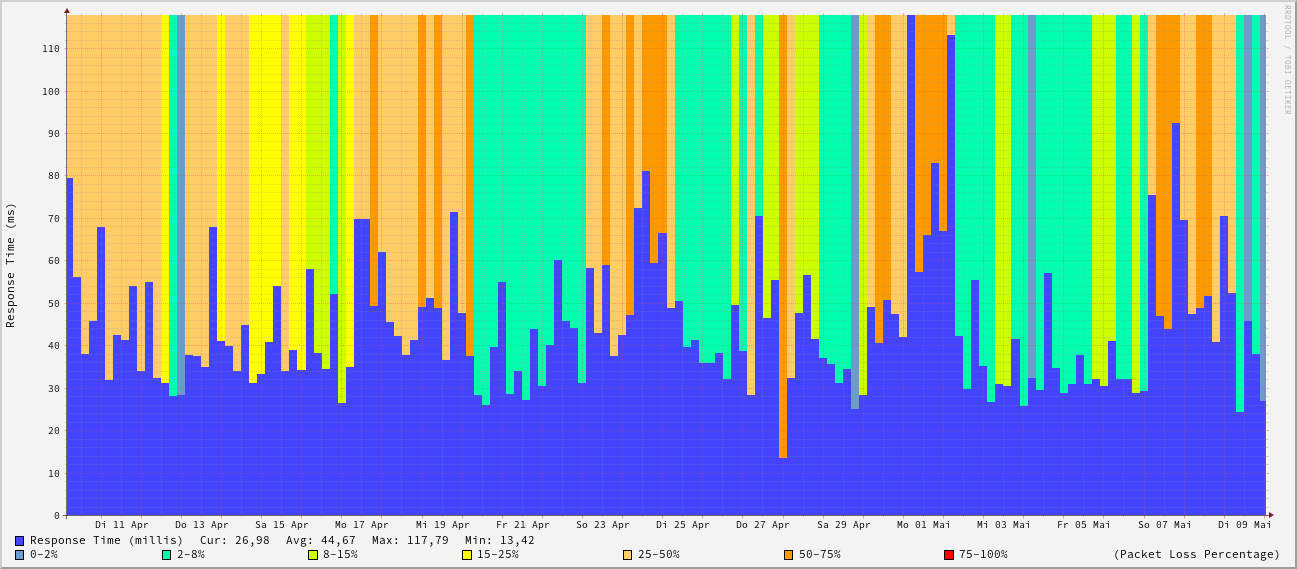 RRDTOOL / TOBI OETIKER
Response Time (ms)
110
100
90
80
70
60
50
40
30
20
10
0
Di 11 Apr Do 13 Apr Sa 15 Apr Mo 17 Apr Mi 19 Apr Fr 21 Apr So 23 Apr Di 25 Apr Do 27 Apr Sa 29 Apr Mo 01 Mai Mi 03 Mai Fr 05 Mai So 07 Mai Di 09 Mai
Response Time (millis) Cur: 26,98 Avg: 44,67 Max: 117,79 Min: 13,42
0-2% 2-8% 8-15% 15-25% 25-50% 50-75% 75-100% (Packet Loss Percentage)